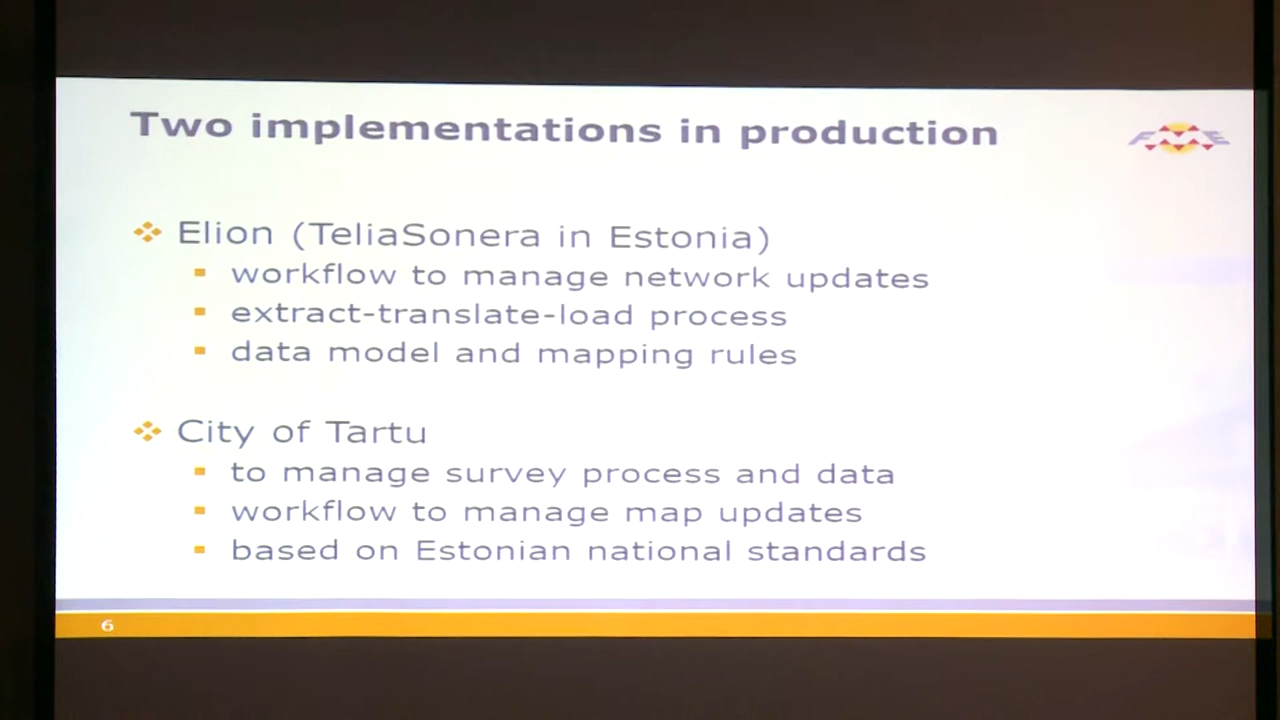 Two implementations in production
FME
Elion (TeliaSonera in Estonia)
workflow to manage network updates
extract-translate-load process
data model and mapping rules
City of Tartu
to manage survey process and data
workflow to manage map updates
based on Estonian national standards
6